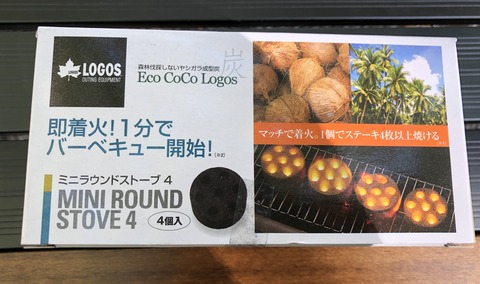 LOGOS
OUTING EQUIPMENT
森林伐採しないヤシガラ成型炭
炭
Eco CoCo Logos
即着火!1分で
バーベキュー開始!
マッチで着火。1個でステーキ4枚以上焼ける
ミニラウンドストーブ 4
MINI ROUND
STOVE 4
4個入